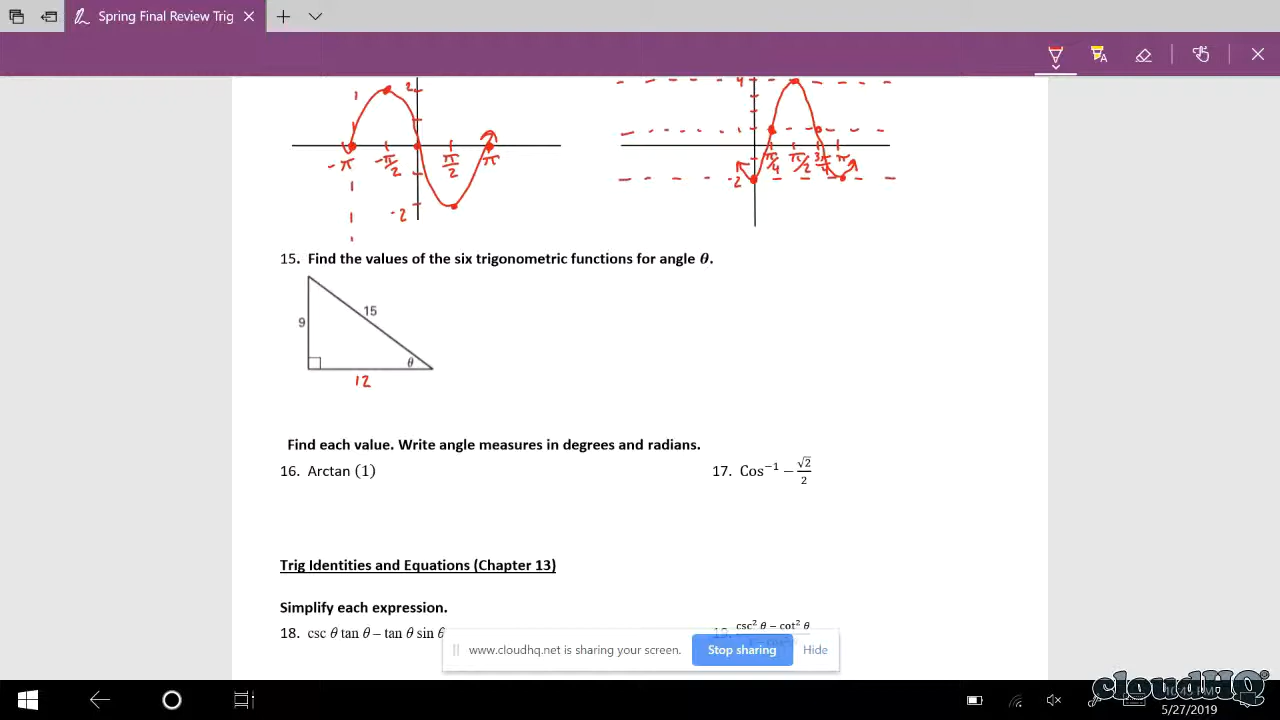 Spring Final Review Trig
2
4
-π
-π/2
π/2
π
π/4
π/2
3π/4
π
-2
-2
15. Find the values of the six trigonometric functions for angle θ.
15
9
θ
12
Find each value. Write angle measures in degrees and radians.
16. Arctan (1)
17. Cos⁻¹ − √2/2
Trig Identities and Equations (Chapter 13)
Simplify each expression.
18. csc θ tan θ – tan θ sin θ
csc² θ − cot² θ
www.cloudhq.net is sharing your screen.
Stop sharing
Hide
cloudHQ
5/27/2019